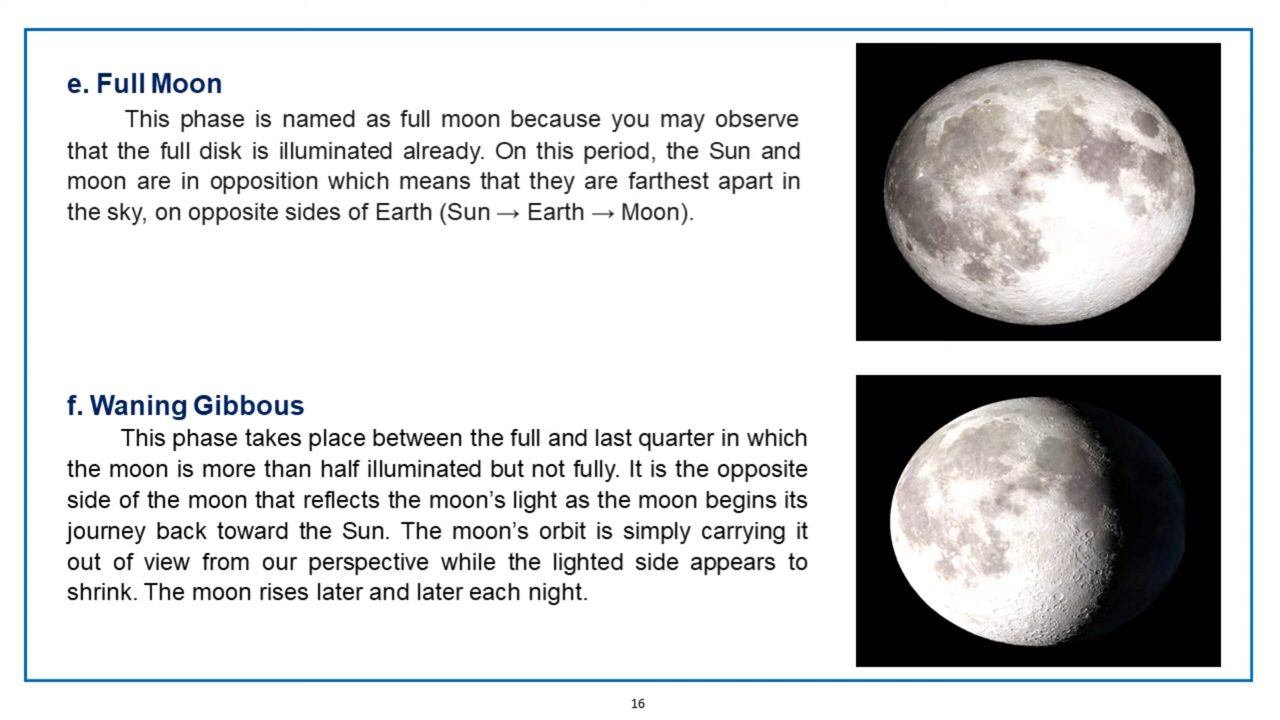 e. Full Moon
This phase is named as full moon because you may observe
that the full disk is illuminated already. On this period, the Sun and
moon are in opposition which means that they are farthest apart in
the sky, on opposite sides of Earth (Sun → Earth → Moon).
f. Waning Gibbous
This phase takes place between the full and last quarter in which
the moon is more than half illuminated but not fully. It is the opposite
side of the moon that reflects the moon’s light as the moon begins its
journey back toward the Sun. The moon’s orbit is simply carrying it
out of view from our perspective while the lighted side appears to
shrink. The moon rises later and later each night.
16